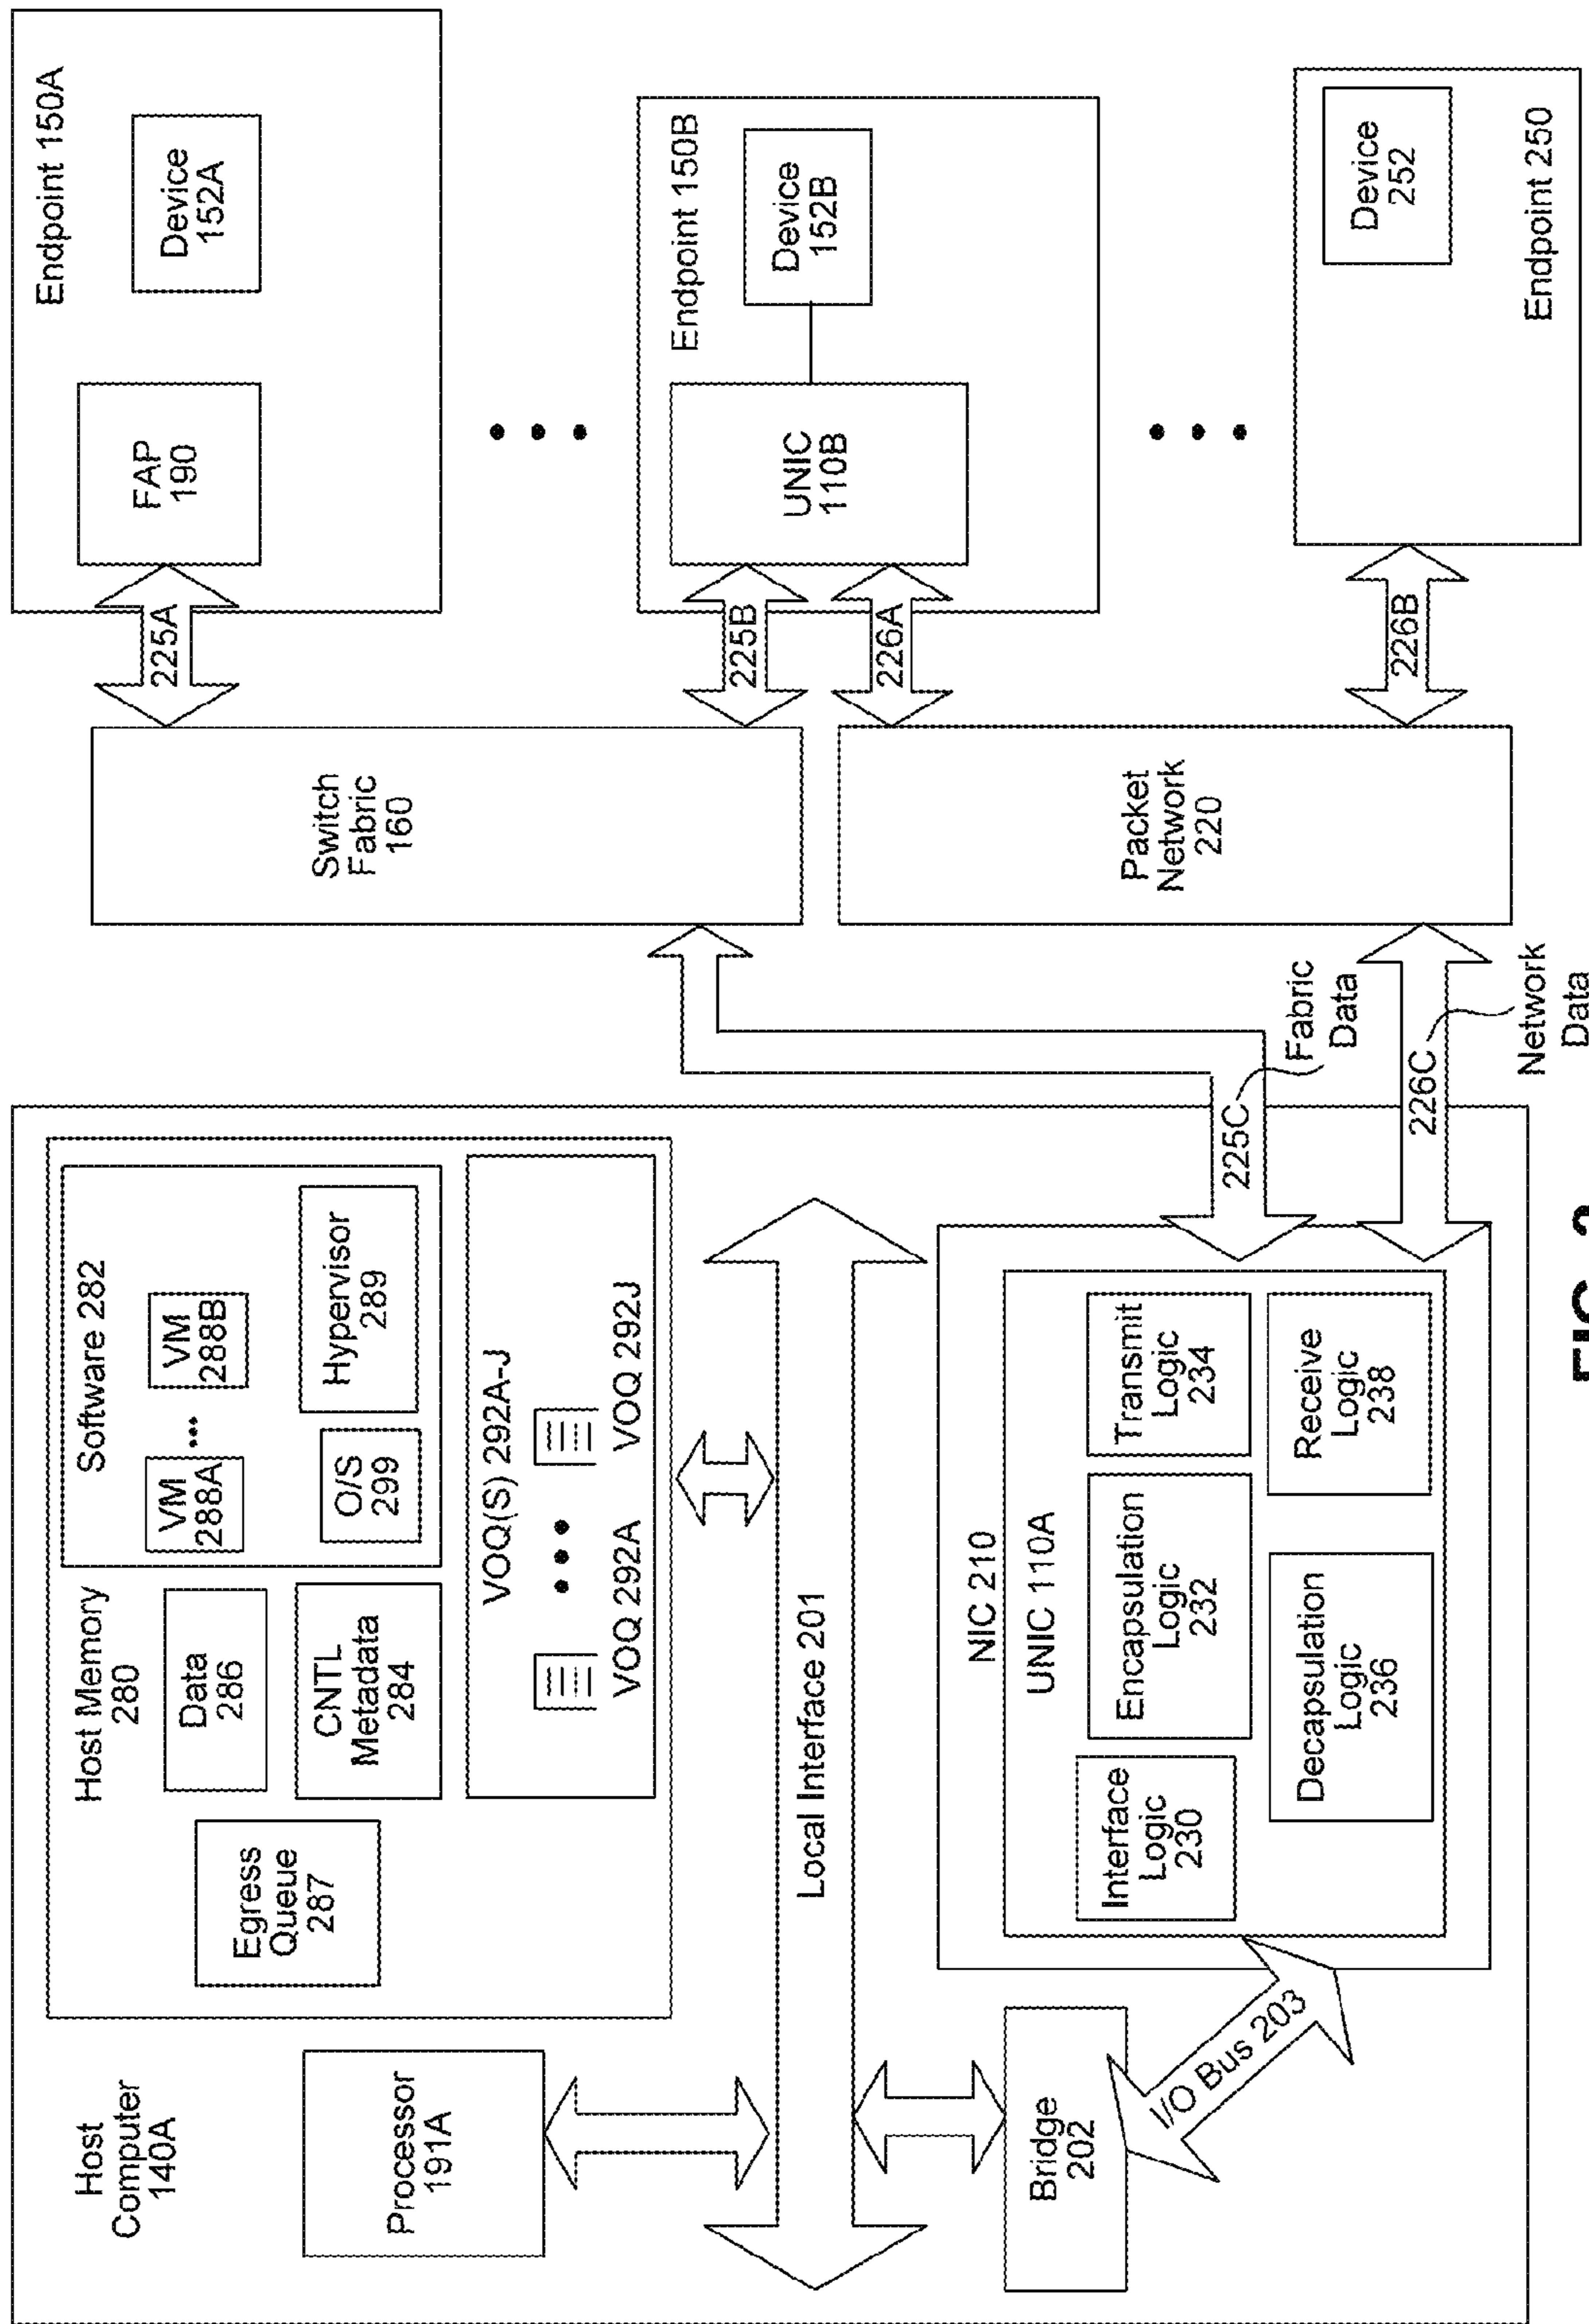 Host
Computer
140A
Processor
191A
Host Memory
280
Egress
Queue
287
Data
286
CNTL
Metadata
284
Software 282
VM
288A
...
VM
288B
O/S
299
Hypervisor
289
VOQ(S) 292A-J
VOQ 292A
VOQ 292J
Local Interface 201
Bridge
202
I/O Bus 203
NIC 210
UNIC 110A
Interface
Logic
230
Encapsulation
Logic
232
Transmit
Logic
234
Decapsulation
Logic
236
Receive
Logic
238
225C
Fabric
Data
226C
Network
Data
Switch
Fabric
160
Packet
Network
220
225A
225B
226A
226B
Endpoint 150A
FAP
190
Device
152A
Endpoint 150B
UNIC
110B
Device
152B
Device
252
Endpoint 250